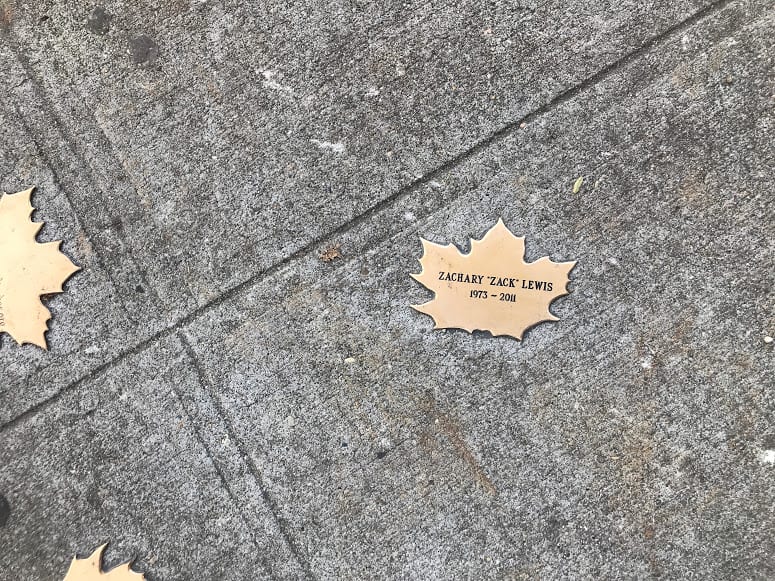 ZACHARY "ZACK" LEWIS
1973 ~ 2011